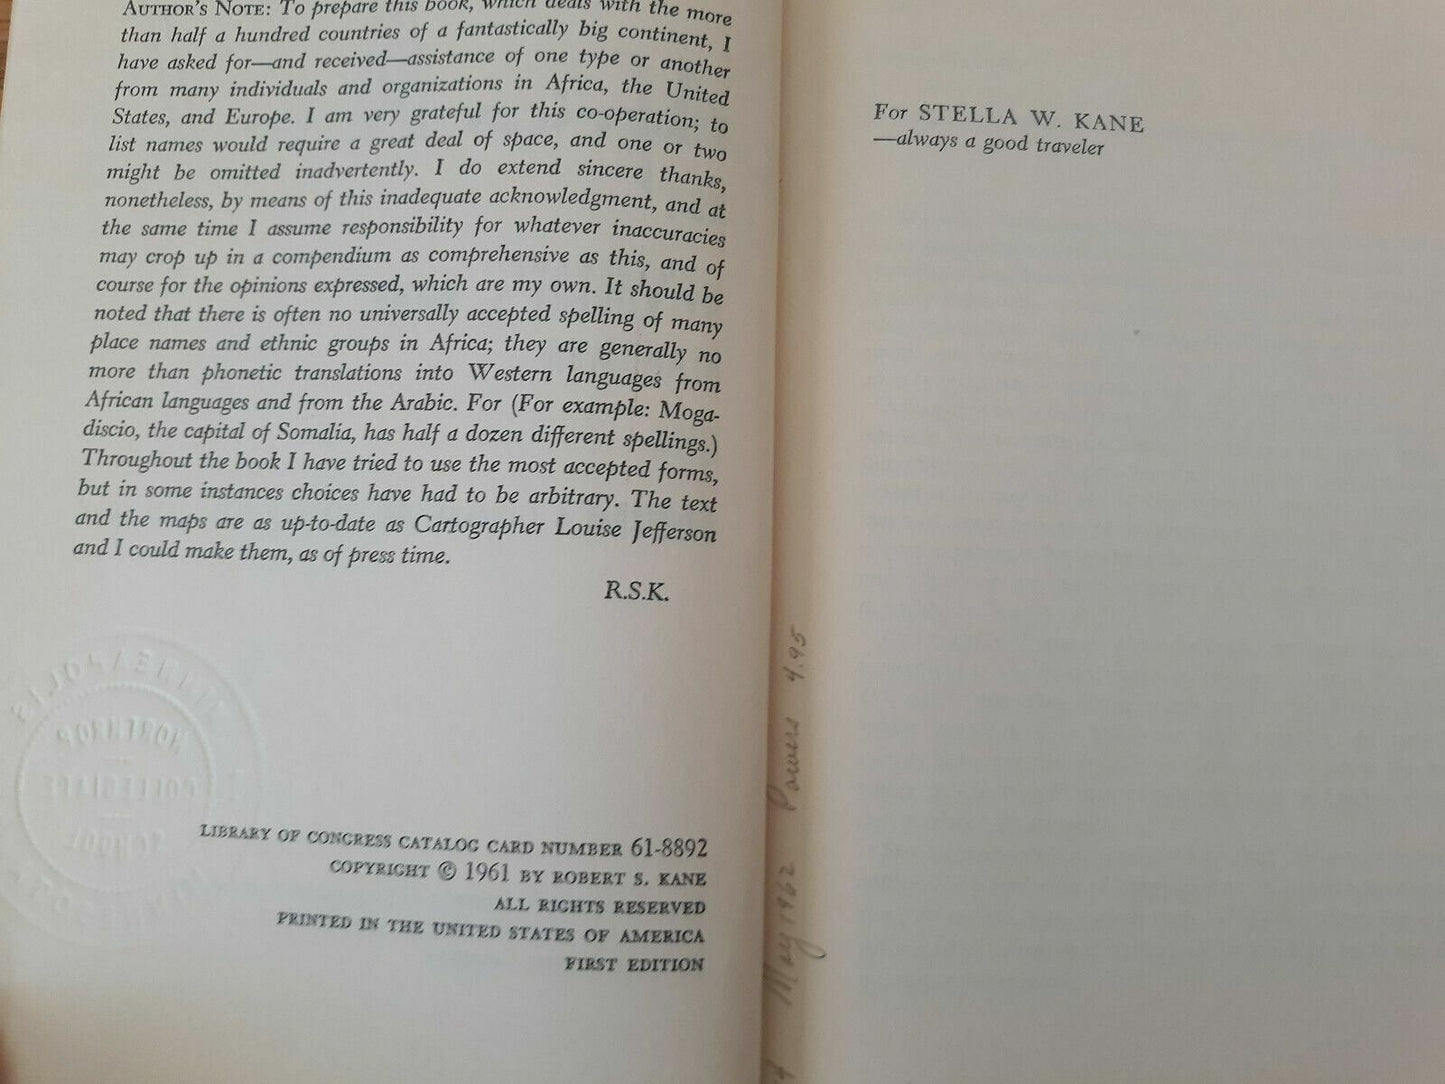 AUTHOR'S NOTE: To prepare this book, which deals with the more
than half a hundred countries of a fantastically big continent, I
have asked for—and received—assistance of one type or another
from many individuals and organizations in Africa, the United
States, and Europe. I am very grateful for this co-operation; to
list names would require a great deal of space, and one or two
might be omitted inadvertently. I do extend sincere thanks,
nonetheless, by means of this inadequate acknowledgment, and at
the same time I assume responsibility for whatever inaccuracies
may crop up in a compendium as comprehensive as this, and of
course for the opinions expressed, which are my own. It should be
noted that there is often no universally accepted spelling of many
place names and ethnic groups in Africa; they are generally no
more than phonetic translations into Western languages from
African languages and from the Arabic. For (For example: Moga-
discio, the capital of Somalia, has half a dozen different spellings.)
Throughout the book I have tried to use the most accepted forms,
but in some instances choices have had to be arbitrary. The text
and the maps are as up-to-date as Cartographer Louise Jefferson
and I could make them, as of press time.
R.S.K.
MINNEAPOLIS
COLLEGIATE
SCHOOL
LIBRARY OF CONGRESS CATALOG CARD NUMBER 61-8892
COPYRIGHT © 1961 BY ROBERT S. KANE
ALL RIGHTS RESERVED
PRINTED IN THE UNITED STATES OF AMERICA
FIRST EDITION
May 1962 Powers 4.95
For STELLA W. KANE
—always a good traveler